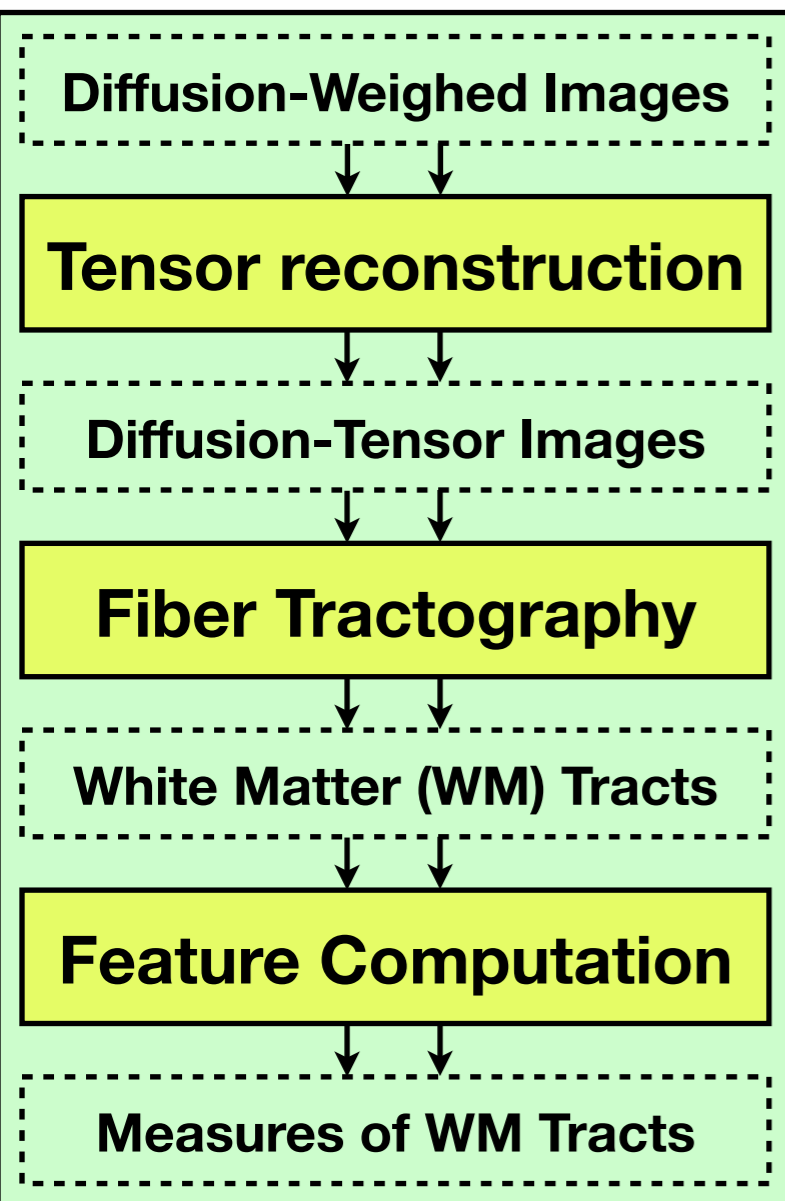 Diffusion-Weighed Images
Tensor reconstruction
Diffusion-Tensor Images
Fiber Tractography
White Matter (WM) Tracts
Feature Computation
Measures of WM Tracts